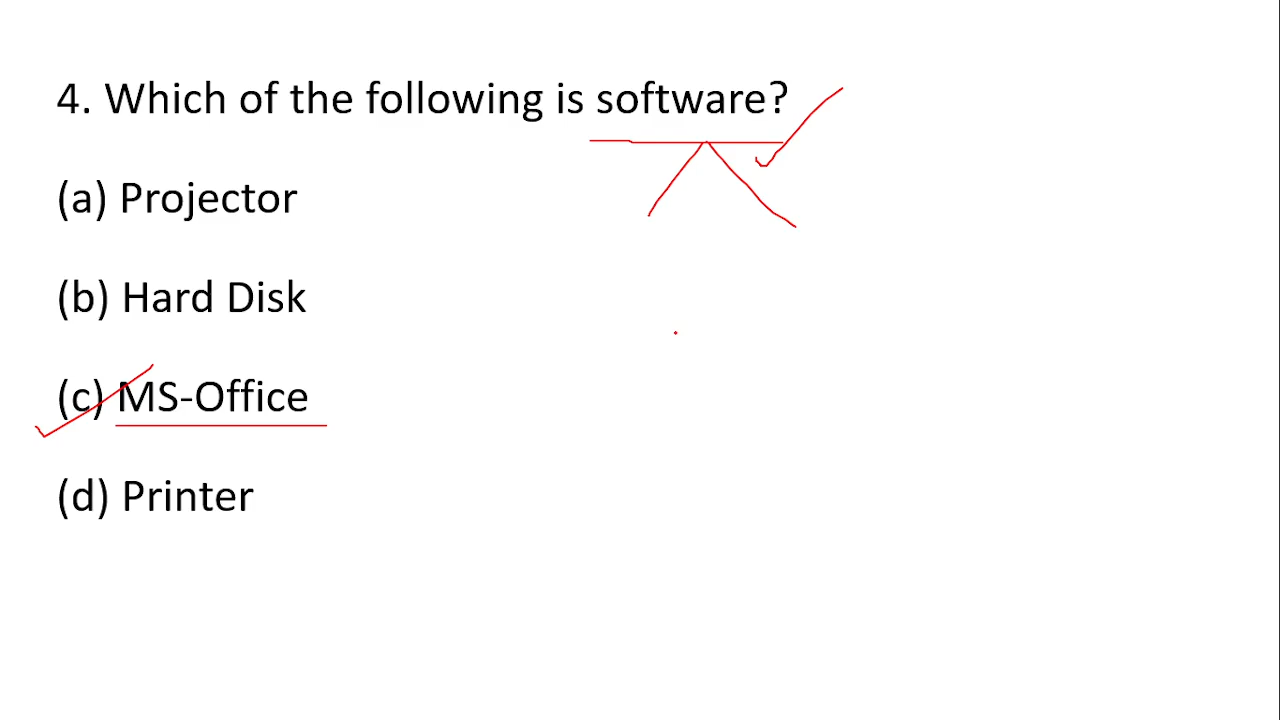 4. Which of the following is software?
(a) Projector
(b) Hard Disk
(c) MS-Office
(d) Printer